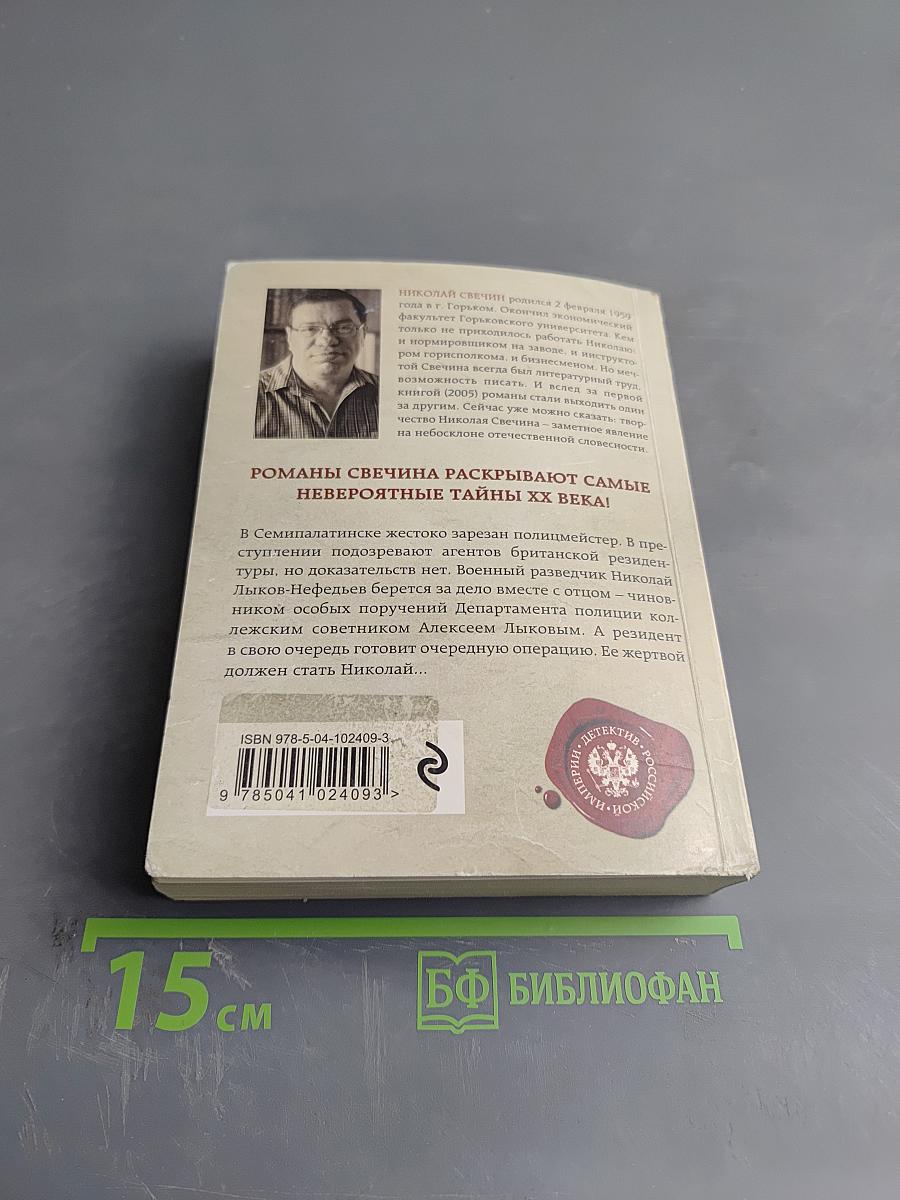 НИКОЛАЙ СВЕЧИН родился 2 февраля 1959
года в г. Горьком. Окончил экономический
факультет Горьковского университета. Кем
только не приходилось работать Николаю:
и нормировщиком на заводе, и инструкто-
ром горисполкома, и бизнесменом. Но меч-
той Свечина всегда был литературный труд,
возможность писать. И вслед за первой
книгой (2005) романы стали выходить один
за другим. Сейчас уже можно сказать: твор-
чество Николая Свечина – заметное явление
на небосклоне отечественной словесности.
РОМАНЫ СВЕЧИНА РАСКРЫВАЮТ САМЫЕ
НЕВЕРОЯТНЫЕ ТАЙНЫ XX ВЕКА!
В Семипалатинске жестоко зарезан полицмейстер. В пре-
ступлении подозревают агентов британской резиден-
туры, но доказательств нет. Военный разведчик Николай
Лыков-Нефедьев берется за дело вместе с отцом – чинов-
ником особых поручений Департамента полиции кол-
лежским советником Алексеем Лыковым. А резидент
в свою очередь готовит очередную операцию. Ее жертвой
должен стать Николай...
ISBN 978-5-04-102409-3
9 785041 024093 >
ДЕТЕКТИВ • РОССИЙСКОЙ • ИМПЕРИИ •
15 см
БФ БИБЛИОФАН